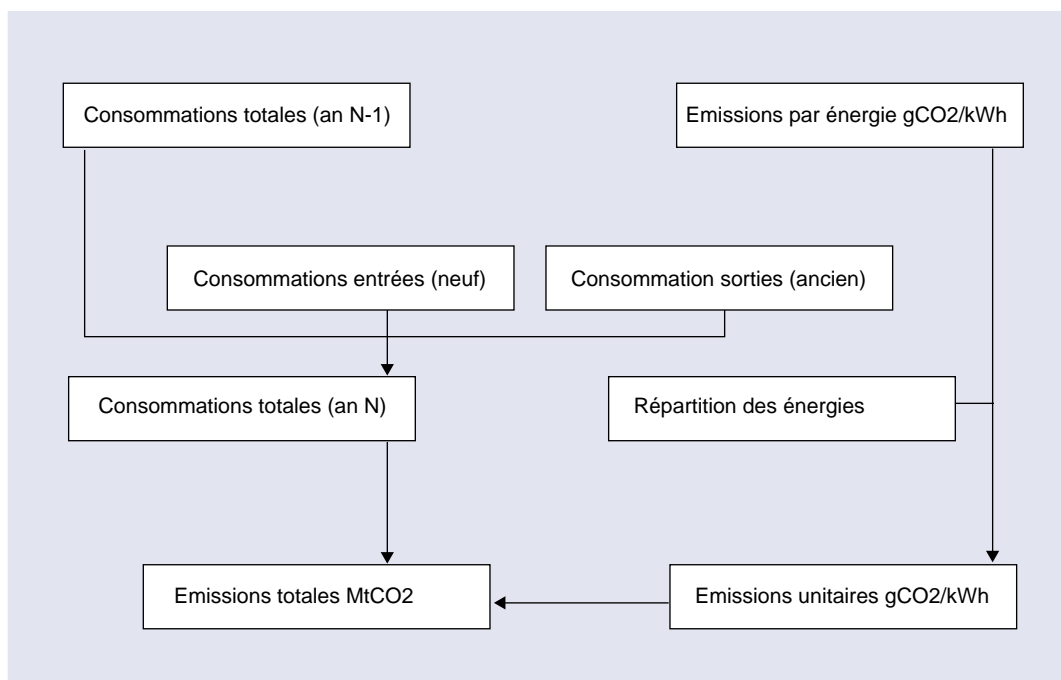 Consommations totales (an N-1)
Emissions par énergie gCO2/kWh
Consommations entrées (neuf)
Consommation sorties (ancien)
Consommations totales (an N)
Répartition des énergies
Emissions totales MtCO2
Emissions unitaires gCO2/kWh